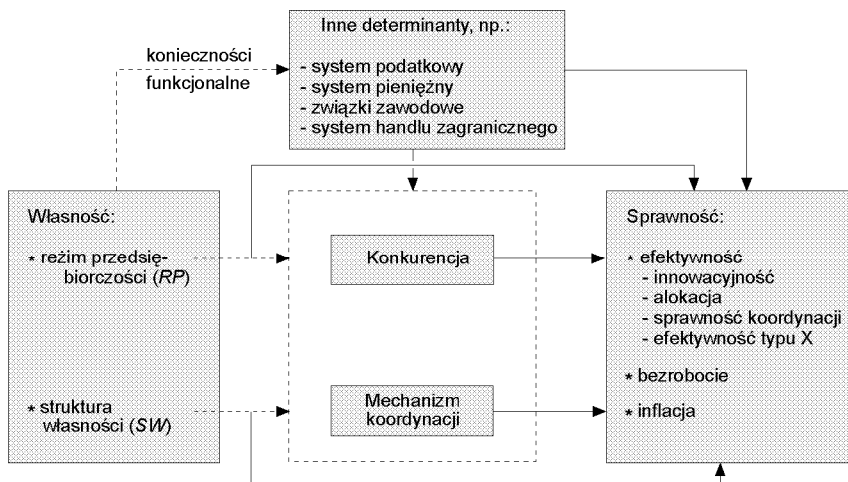 Inne determinanty, np.:
- system podatkowy
- system pieniężny
- związki zawodowe
- system handlu zagranicznego
konieczności
funkcjonalne
Własność:
* reżim przedsię-
biorczości (RP)
* struktura
własności (SW)
Konkurencja
Mechanizm
koordynacji
Sprawność:
* efektywność
- innowacyjność
- alokacja
- sprawność koordynacji
- efektywność typu X
* bezrobocie
* inflacja